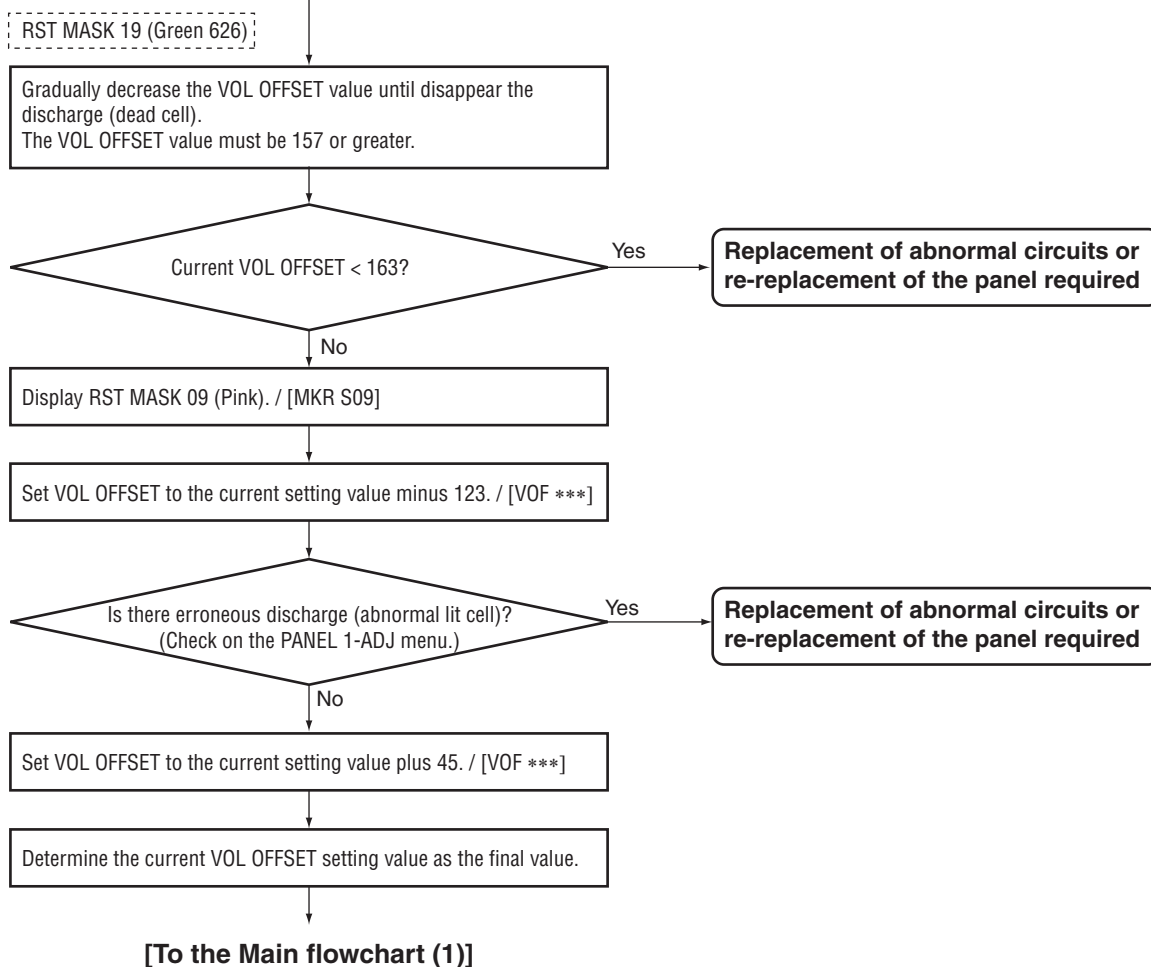 RST MASK 19 (Green 626)
Gradually decrease the VOL OFFSET value until disappear the
discharge (dead cell).
The VOL OFFSET value must be 157 or greater.
Current VOL OFFSET < 163?
Yes
Replacement of abnormal circuits or
re-replacement of the panel required
No
Display RST MASK 09 (Pink). / [MKR S09]
Set VOL OFFSET to the current setting value minus 123. / [VOF ***]
Is there erroneous discharge (abnormal lit cell)?
(Check on the PANEL 1-ADJ menu.)
Yes
Replacement of abnormal circuits or
re-replacement of the panel required
No
Set VOL OFFSET to the current setting value plus 45. / [VOF ***]
Determine the current VOL OFFSET setting value as the final value.
[To the Main flowchart (1)]